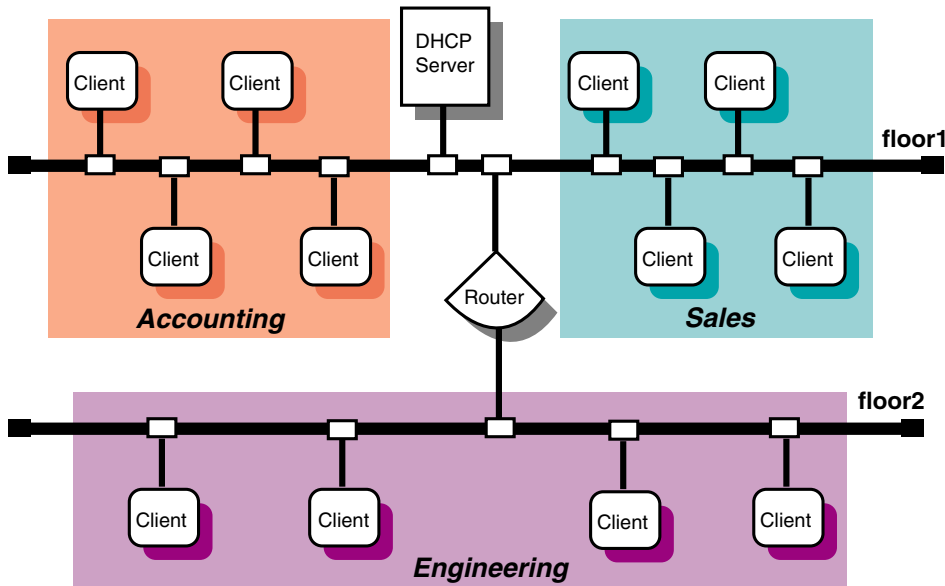 DHCP
Server
Client
Client
Client
Client
floor1
Client
Client
Client
Client
Router
Accounting
Sales
floor2
Client
Client
Client
Client
Engineering